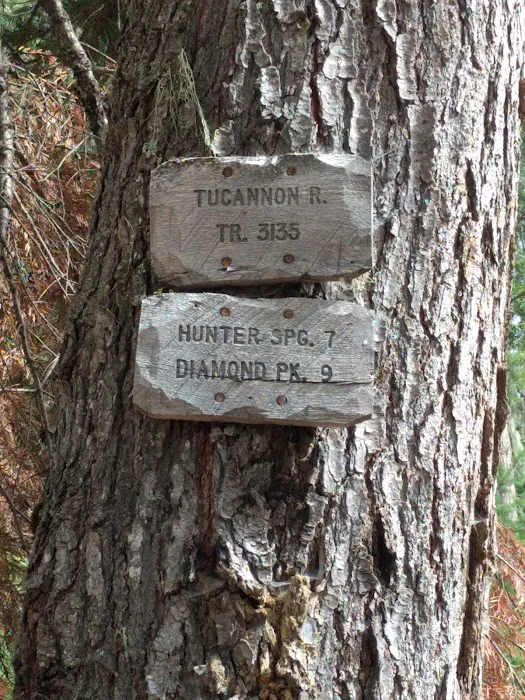 TUCANNON R.
TR. 3135
HUNTER SPG. 7
DIAMOND PK. 9